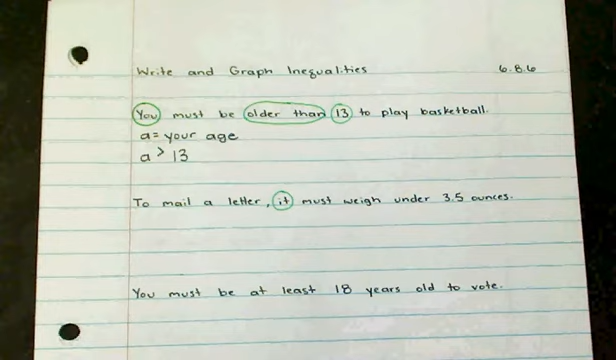 Write and Graph Inequalities 6.8.6
You must be older than 13 to play basketball.
a = your age
a > 13
To mail a letter, it must weigh under 3.5 ounces.
You must be at least 18 years old to vote.